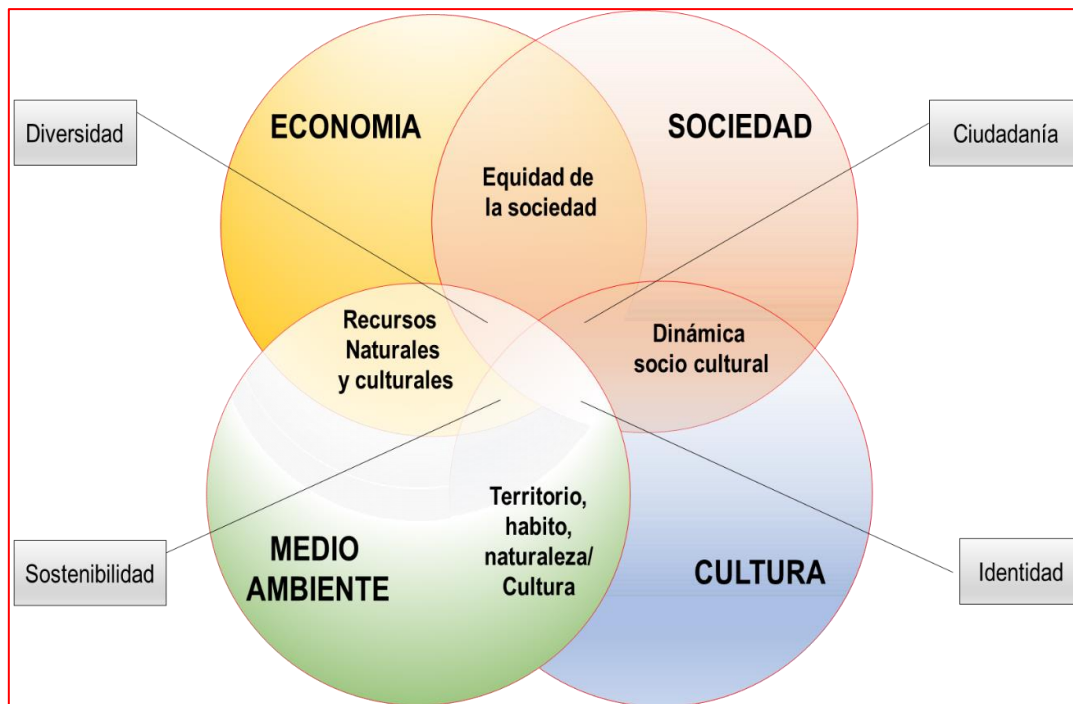 ECONOMIA
SOCIEDAD
Diversidad
Ciudadanía
Equidad de
la sociedad
Recursos
Naturales
y culturales
Dinámica
socio cultural
Territorio,
habito,
naturaleza/
Cultura
MEDIO
AMBIENTE
CULTURA
Sostenibilidad
Identidad